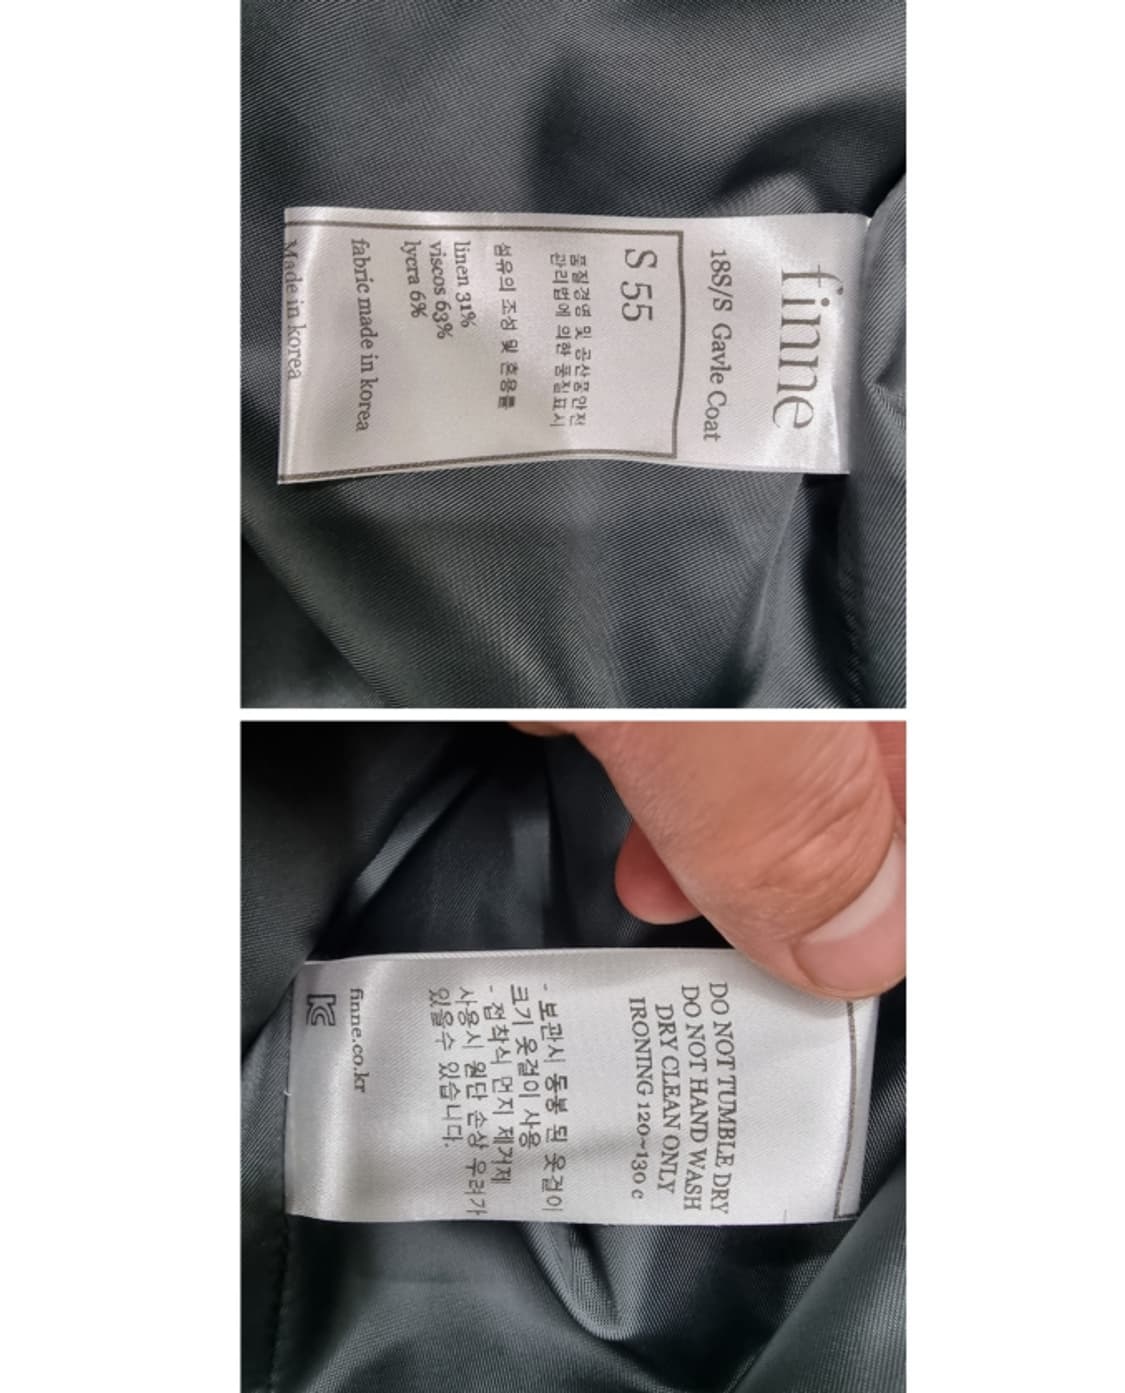 finne
18S/S Gavle Coat
S 55
품질경영 및 공산품안전
관리법에 의한 품질표시
섬유의 조성 및 혼용률
linen 31%
viscos 63%
lycra 6%
fabric made in korea
Made in korea
DO NOT TUMBLE DRY
DO NOT HAND WASH
DRY CLEAN ONLY
IRONING 120~130 c
- 보관시 동봉 된 옷걸이
크기 옷걸이 사용
- 접착식 먼지 제거제
사용시 원단 손상 우려가
있을수 있습니다.
finne.co.kr